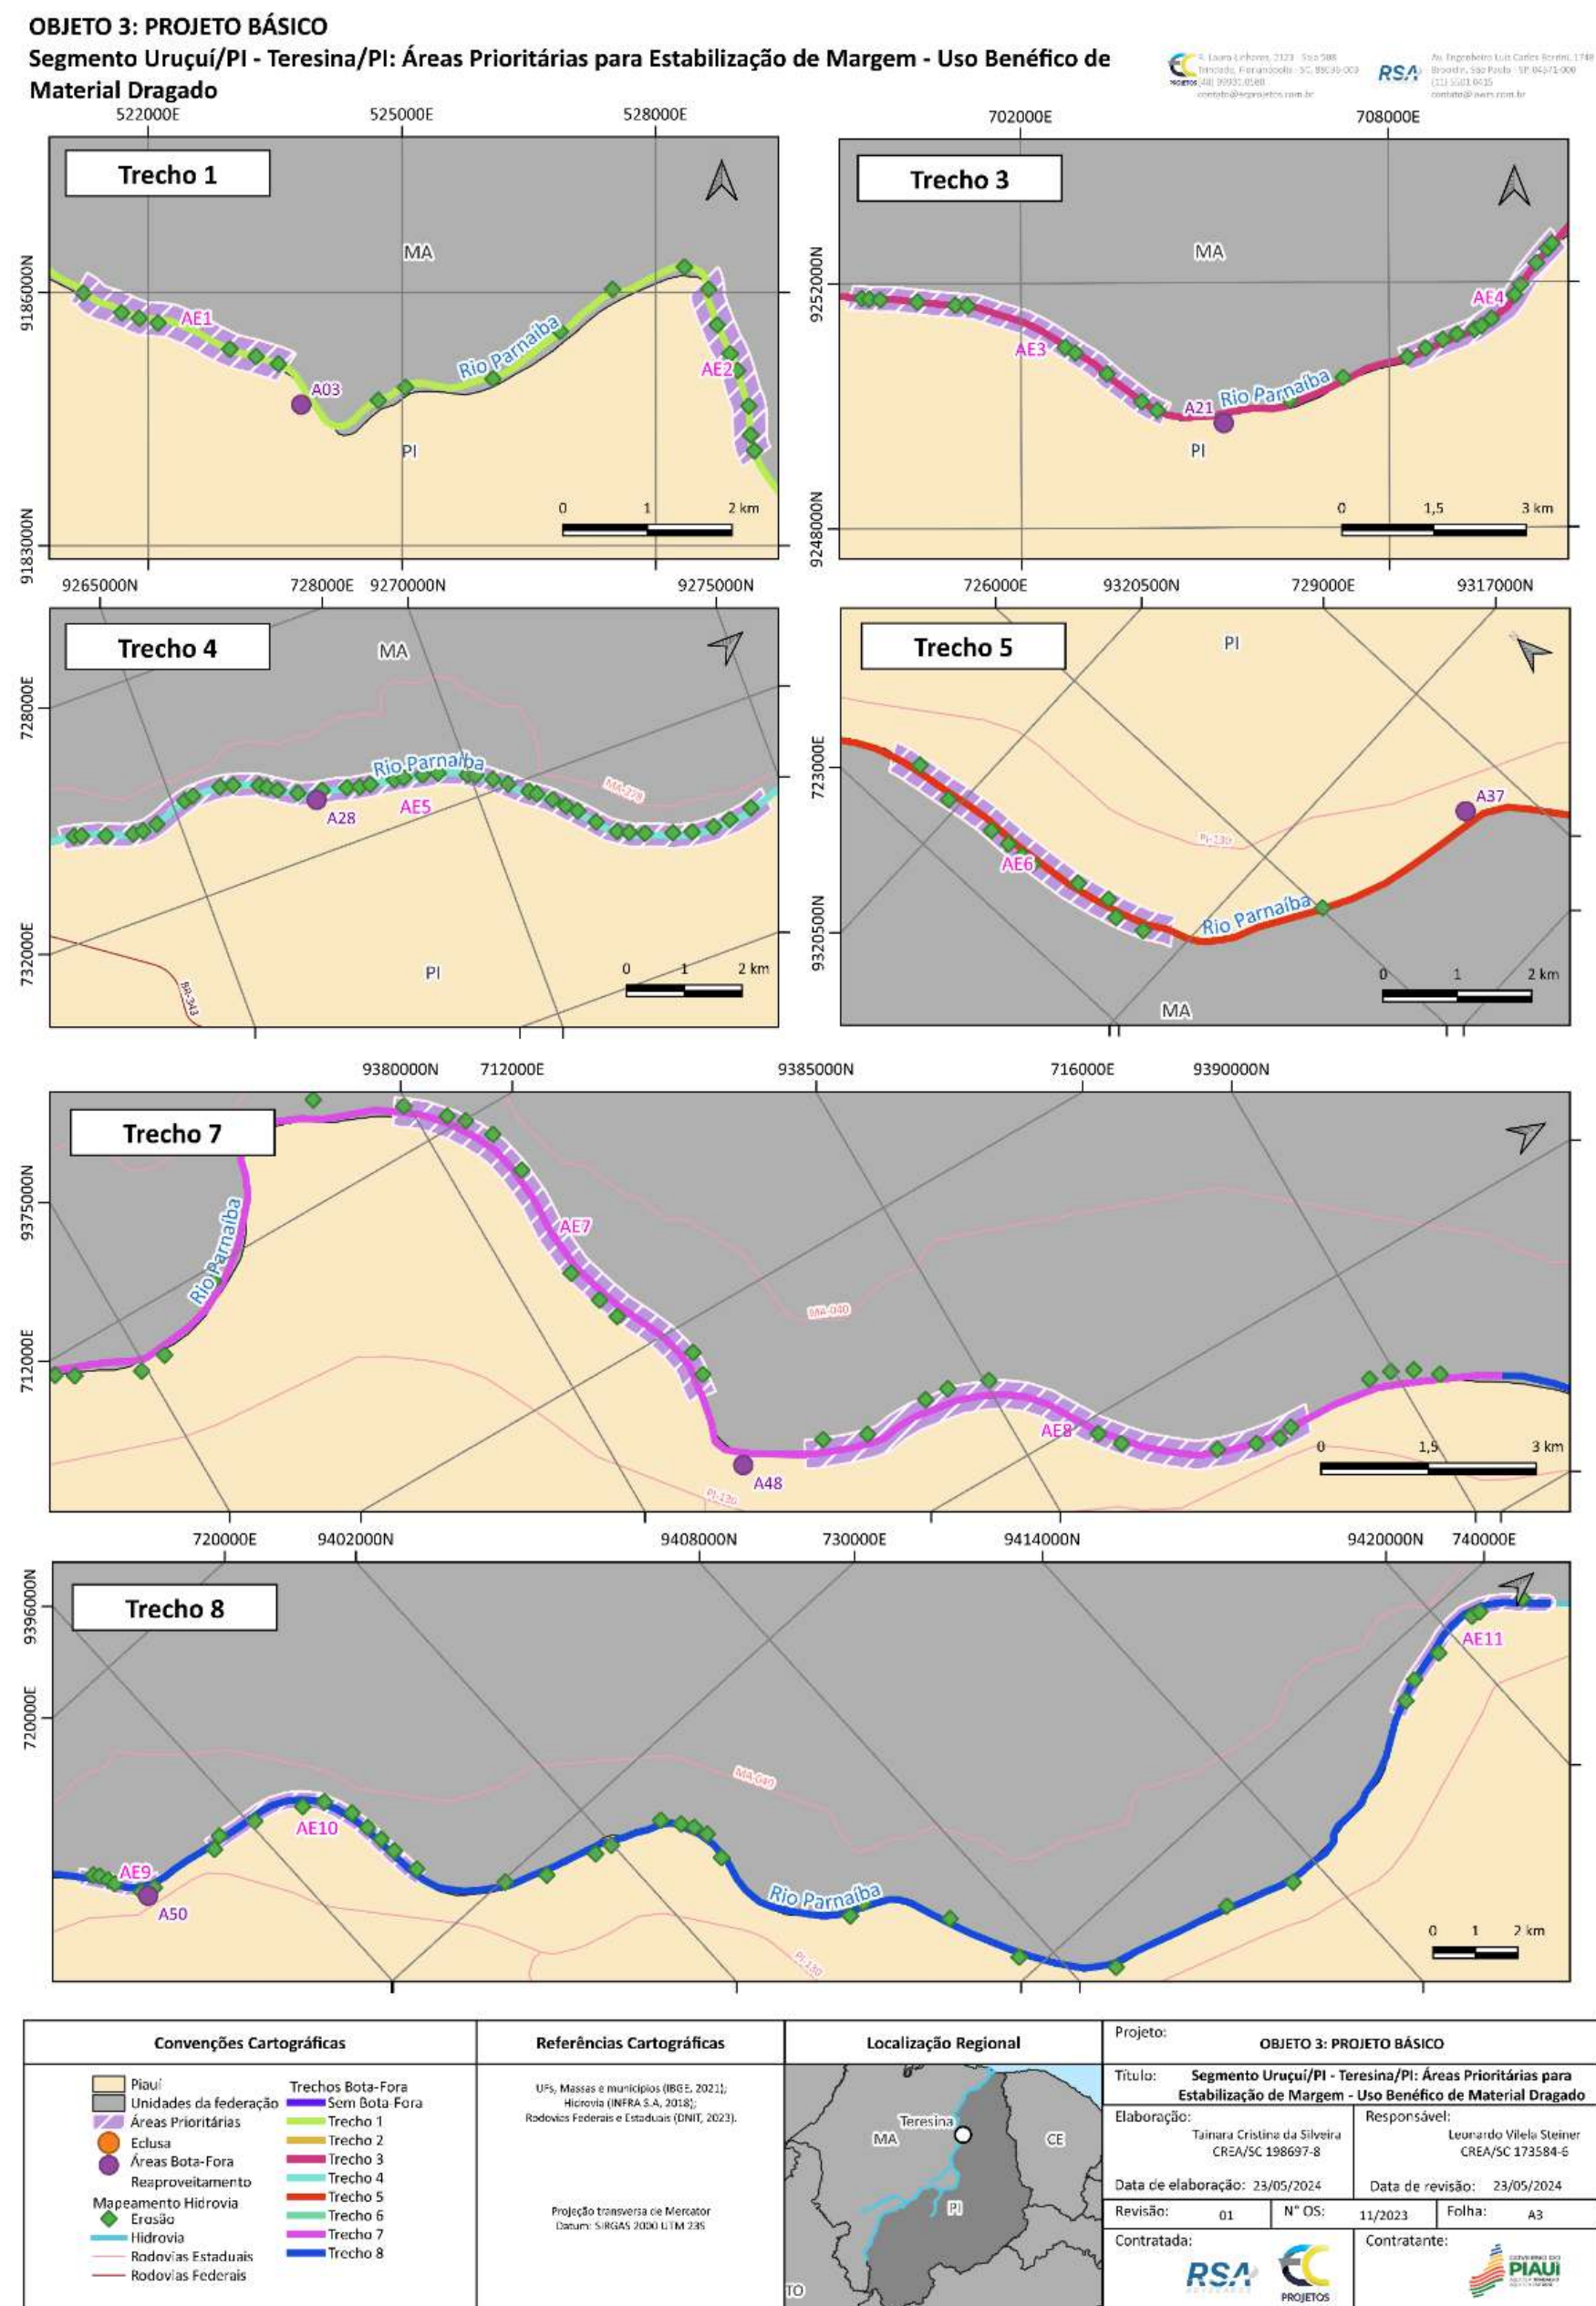 OBJETO 3: PROJETO BÁSICO
Segmento Uruçuí/PI - Teresina/PI: Áreas Prioritárias para Estabilização de Margem - Uso Benéfico de
Material Dragado
PROJETOS
RSA
522000E
525000E
528000E
9186000N
9183000N
Trecho 1
MA
AE1
A03
Rio Parnaíba
AE2
PI
0 1 2 km
702000E
708000E
9252000N
9248000N
Trecho 3
MA
AE4
AE3
A21
Rio Parnaíba
PI
0 1,5 3 km
9265000N
728000E
9270000N
9275000N
728000E
732000E
Trecho 4
MA
Rio Parnaíba
MA-278
A28
AE5
PI
BR-343
0 1 2 km
726000E
9320500N
729000E
9317000N
723000E
9320500N
Trecho 5
PI
A37
PI-130
AE6
Rio Parnaíba
MA
0 1 2 km
9380000N
712000E
9385000N
716000E
9390000N
9375000N
712000E
Trecho 7
Rio Parnaíba
AE7
MA-040
AE8
A48
PI-130
0 1,5 3 km
720000E
9402000N
9408000N
730000E
9414000N
9420000N
740000E
9396000N
720000E
Trecho 8
AE11
MA-040
AE10
AE9
A50
Rio Parnaíba
PI-130
0 1 2 km
Convenções Cartográficas
Piauí
Unidades da federação
Áreas Prioritárias
Eclusa
Áreas Bota-Fora
Reaproveitamento
Mapeamento Hidrovia
Erosão
Hidrovia
Rodovias Estaduais
Rodovias Federais
Trechos Bota-Fora
Sem Bota-Fora
Trecho 1
Trecho 2
Trecho 3
Trecho 4
Trecho 5
Trecho 6
Trecho 7
Trecho 8
Referências Cartográficas
UFs, Massas e municípios (IBGE, 2021);
Hidrovia (INFRA S.A, 2018);
Rodovias Federais e Estaduais (DNIT, 2023).
Projeção transversa de Mercator
Datum: SIRGAS 2000 UTM 23S
Localização Regional
Teresina
MA
CE
PI
TO
Projeto:
OBJETO 3: PROJETO BÁSICO
Título:
Segmento Uruçuí/PI - Teresina/PI: Áreas Prioritárias para
Estabilização de Margem - Uso Benéfico de Material Dragado
Elaboração:
Tainara Cristina da Silveira
CREA/SC 198697-8
Responsável:
Leonardo Vilela Steiner
CREA/SC 173584-6
Data de elaboração: 23/05/2024
Data de revisão: 23/05/2024
Revisão: 01
N° OS: 11/2023
Folha: A3
Contratada:
RSA
PROJETOS
Contratante:
GOVERNO DO
PIAUÍ